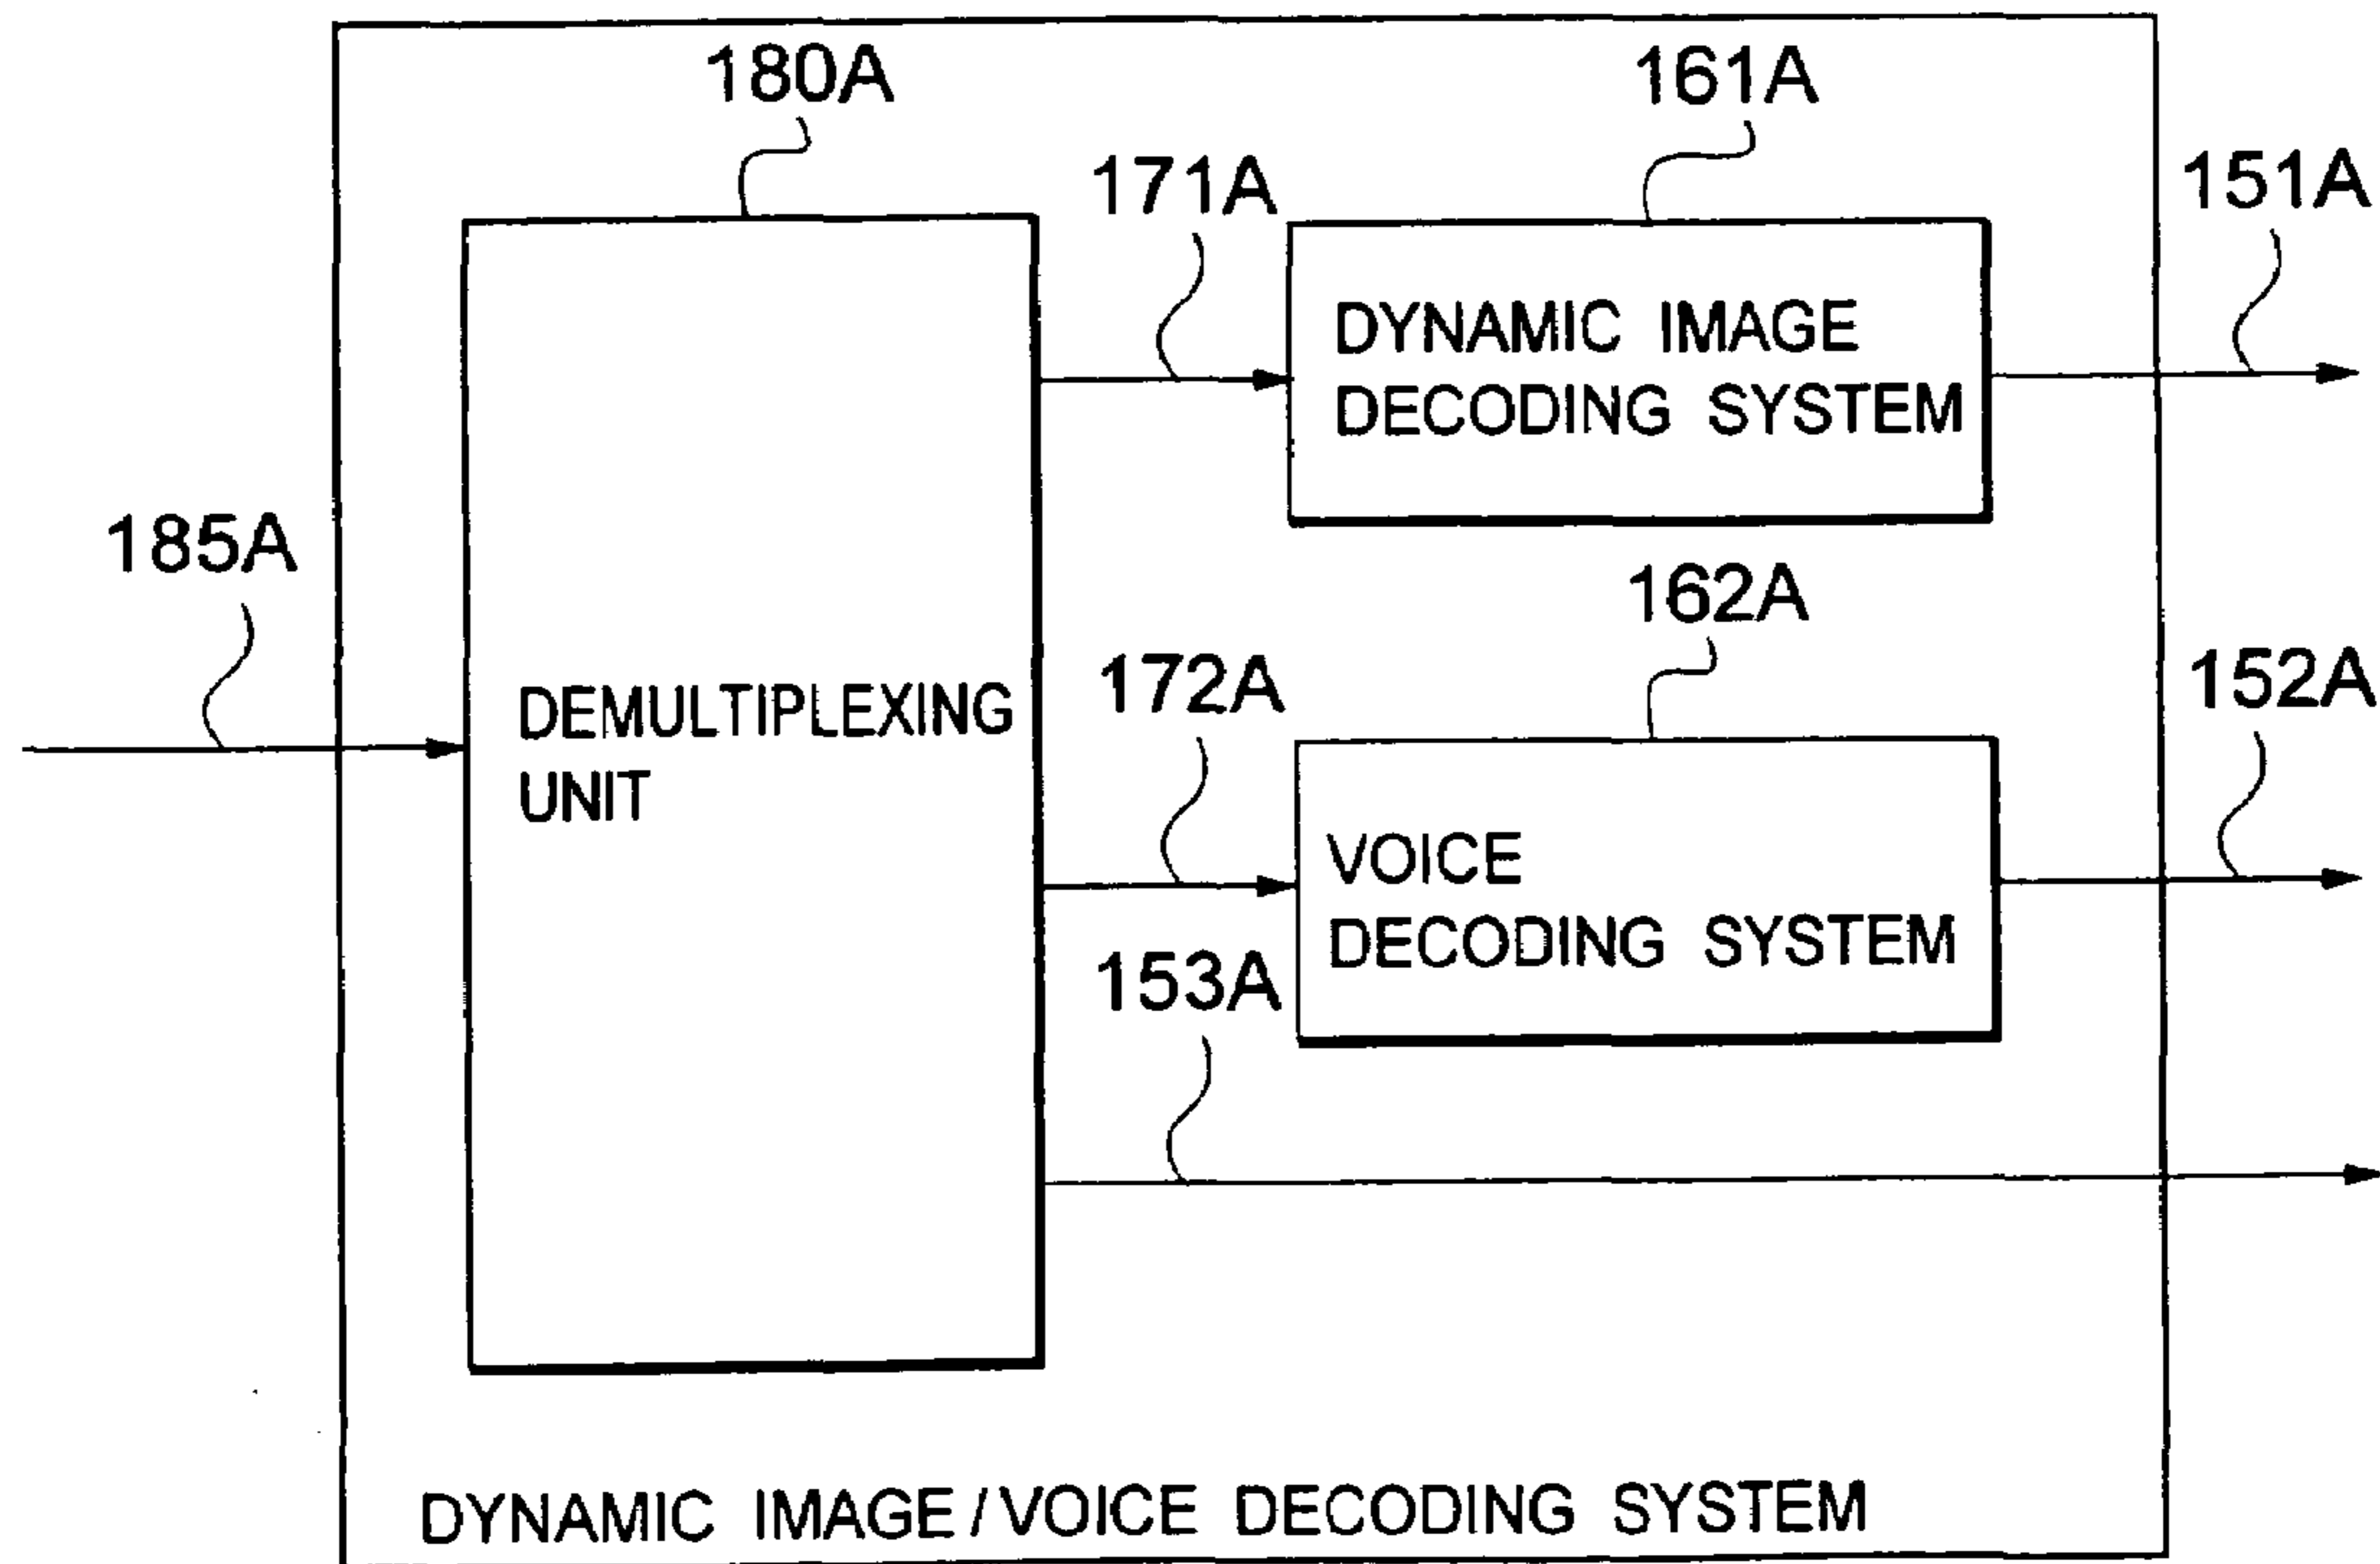 180A
161A
171A
151A
DYNAMIC IMAGE
DECODING SYSTEM
185A
162A
172A
152A
DEMULTIPLEXING
UNIT
VOICE
DECODING SYSTEM
153A
DYNAMIC IMAGE/VOICE DECODING SYSTEM